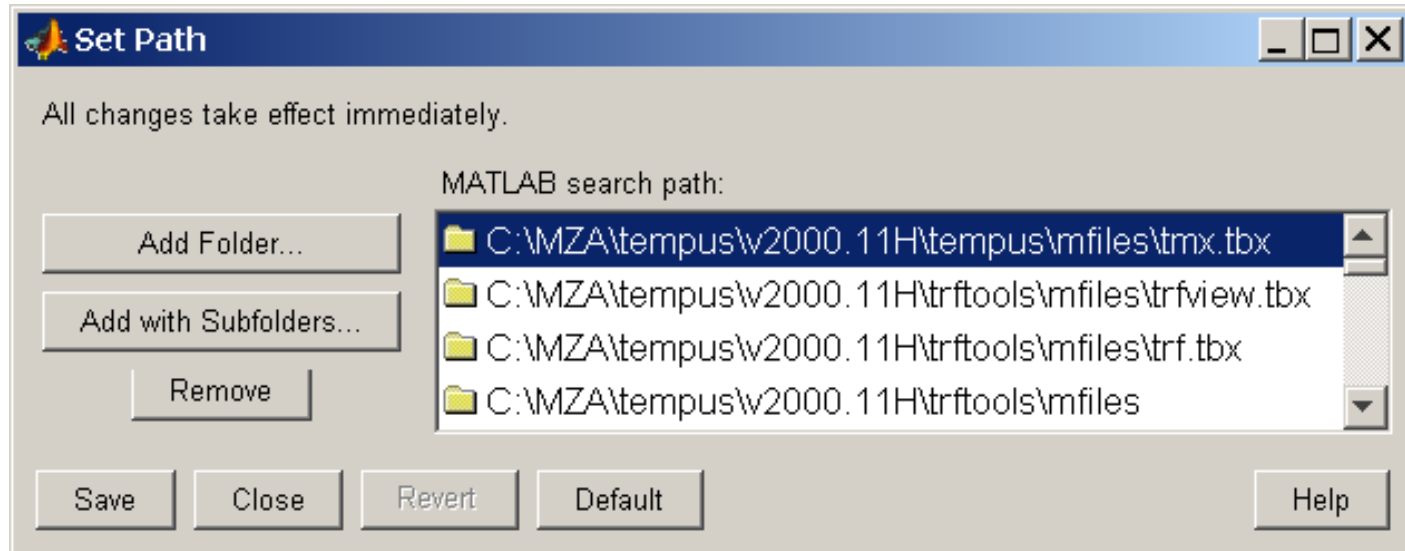 Set Path
All changes take effect immediately.
MATLAB search path:
Add Folder...
Add with Subfolders...
Remove
C:\MZA\tempus\v2000.11H\tempus\mfiles\tmx.tbx
C:\MZA\tempus\v2000.11H\trftools\mfiles\trfview.tbx
C:\MZA\tempus\v2000.11H\trftools\mfiles\trf.tbx
C:\MZA\tempus\v2000.11H\trftools\mfiles
Save Close Revert Default Help